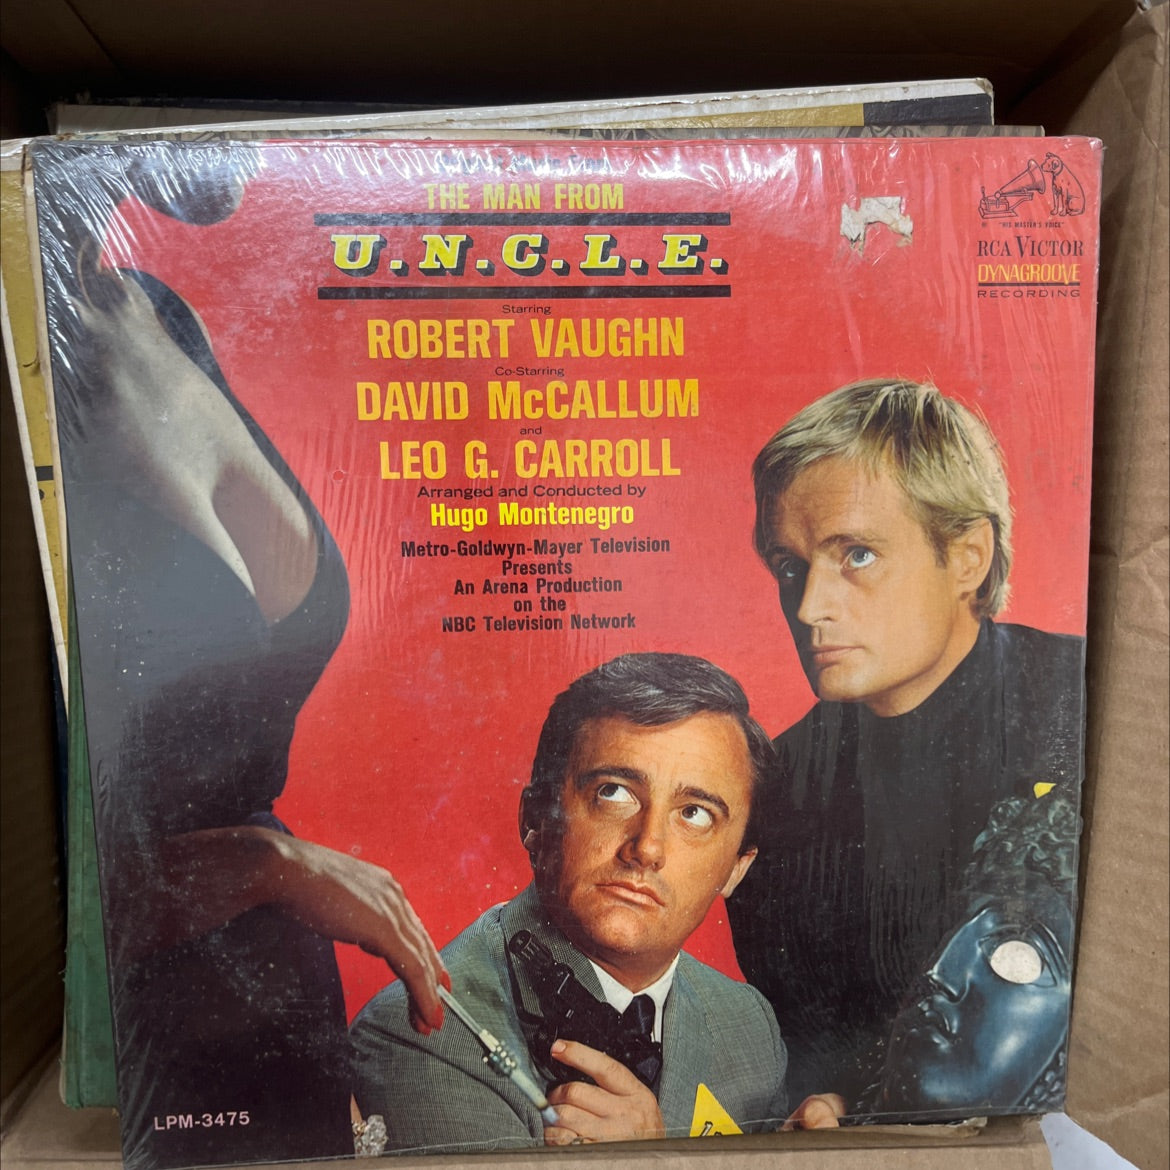 THE MAN FROM
U.N.C.L.E.
"HIS MASTER'S VOICE"
RCA VICTOR
DYNAGROOVE
RECORDING
Starring
ROBERT VAUGHN
Co-Starring
DAVID McCALLUM
and
LEO G. CARROLL
Arranged and Conducted by
Hugo Montenegro
Metro-Goldwyn-Mayer Television
Presents
An Arena Production
on the
NBC Television Network
LPM-3475